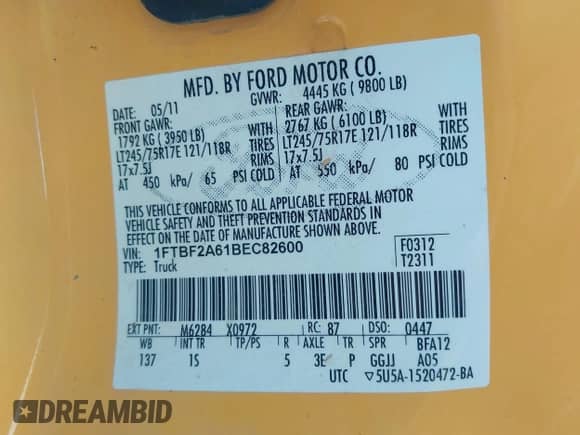 MFD. BY FORD MOTOR CO.
DATE: 05/11 GVWR: 4445 KG ( 9800 LB)
FRONT GAWR: REAR GAWR:
1792 KG ( 3950 LB) WITH 2767 KG ( 6100 LB) WITH
LT245/75R17E 121/118R TIRES LT245/75R17E 121/118R TIRES
17x7.5J RIMS 17x7.5J RIMS
AT 450 kPa/ 65 PSI COLD AT 550 kPa/ 80 PSI COLD
THIS VEHICLE CONFORMS TO ALL APPLICABLE FEDERAL MOTOR
VEHICLE SAFETY AND THEFT PREVENTION STANDARDS IN
EFFECT ON THE DATE OF MANUFACTURE SHOWN ABOVE.
VIN: 1FTBF2A61BEC82600 F0312
TYPE: Truck T2311
EXT PNT: M6284 X0972 RC: 87 DSO: 0447
WB INT TR TP/PS R AXLE TR SPR BFA12
137 1S 5 3E P GGJJ A05
UTC ▽5U5A-1520472-BA
DREAMBID